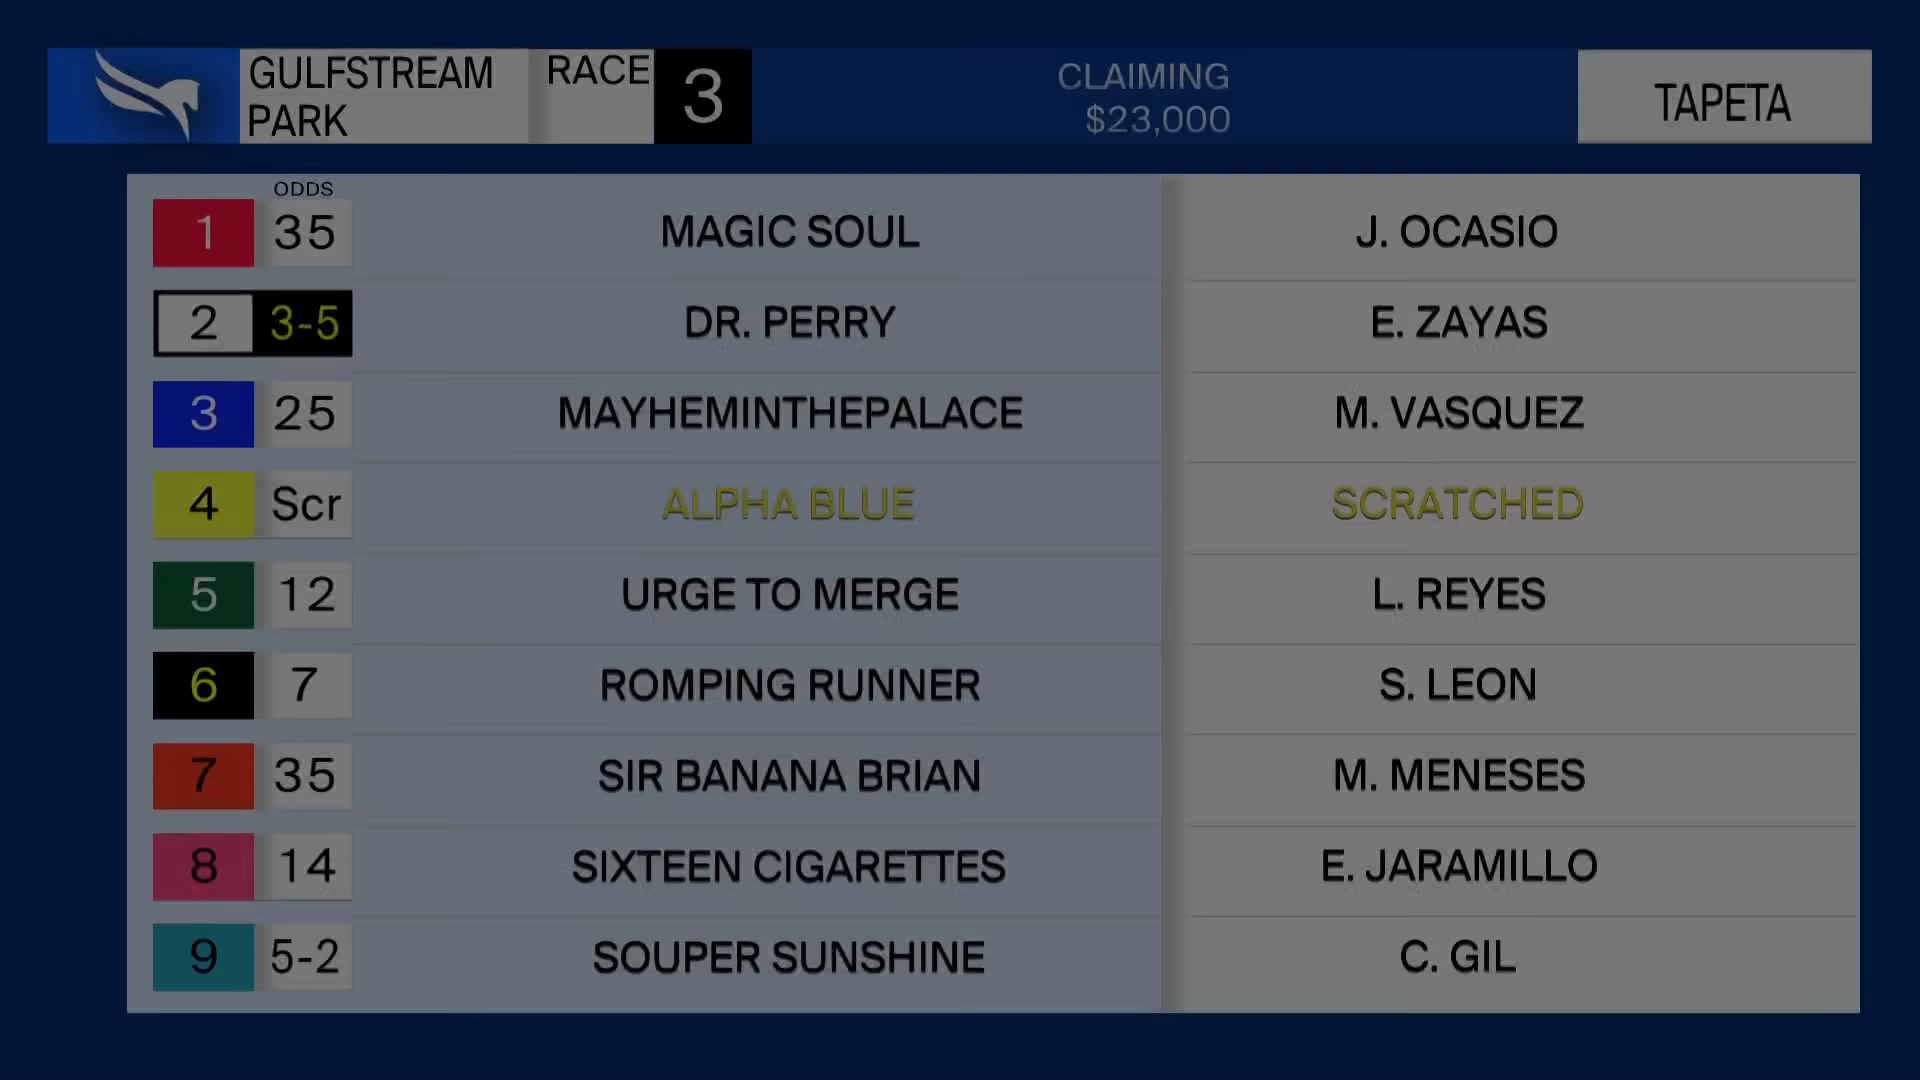 GULFSTREAM PARK
RACE 3
CLAIMING
$23,000
TAPETA
ODDS
1 35 MAGIC SOUL J. OCASIO
2 3-5 DR. PERRY E. ZAYAS
3 25 MAYHEMINTHEPALACE M. VASQUEZ
4 Scr ALPHA BLUE SCRATCHED
5 12 URGE TO MERGE L. REYES
6 7 ROMPING RUNNER S. LEON
7 35 SIR BANANA BRIAN M. MENESES
8 14 SIXTEEN CIGARETTES E. JARAMILLO
9 5-2 SOUPER SUNSHINE C. GIL